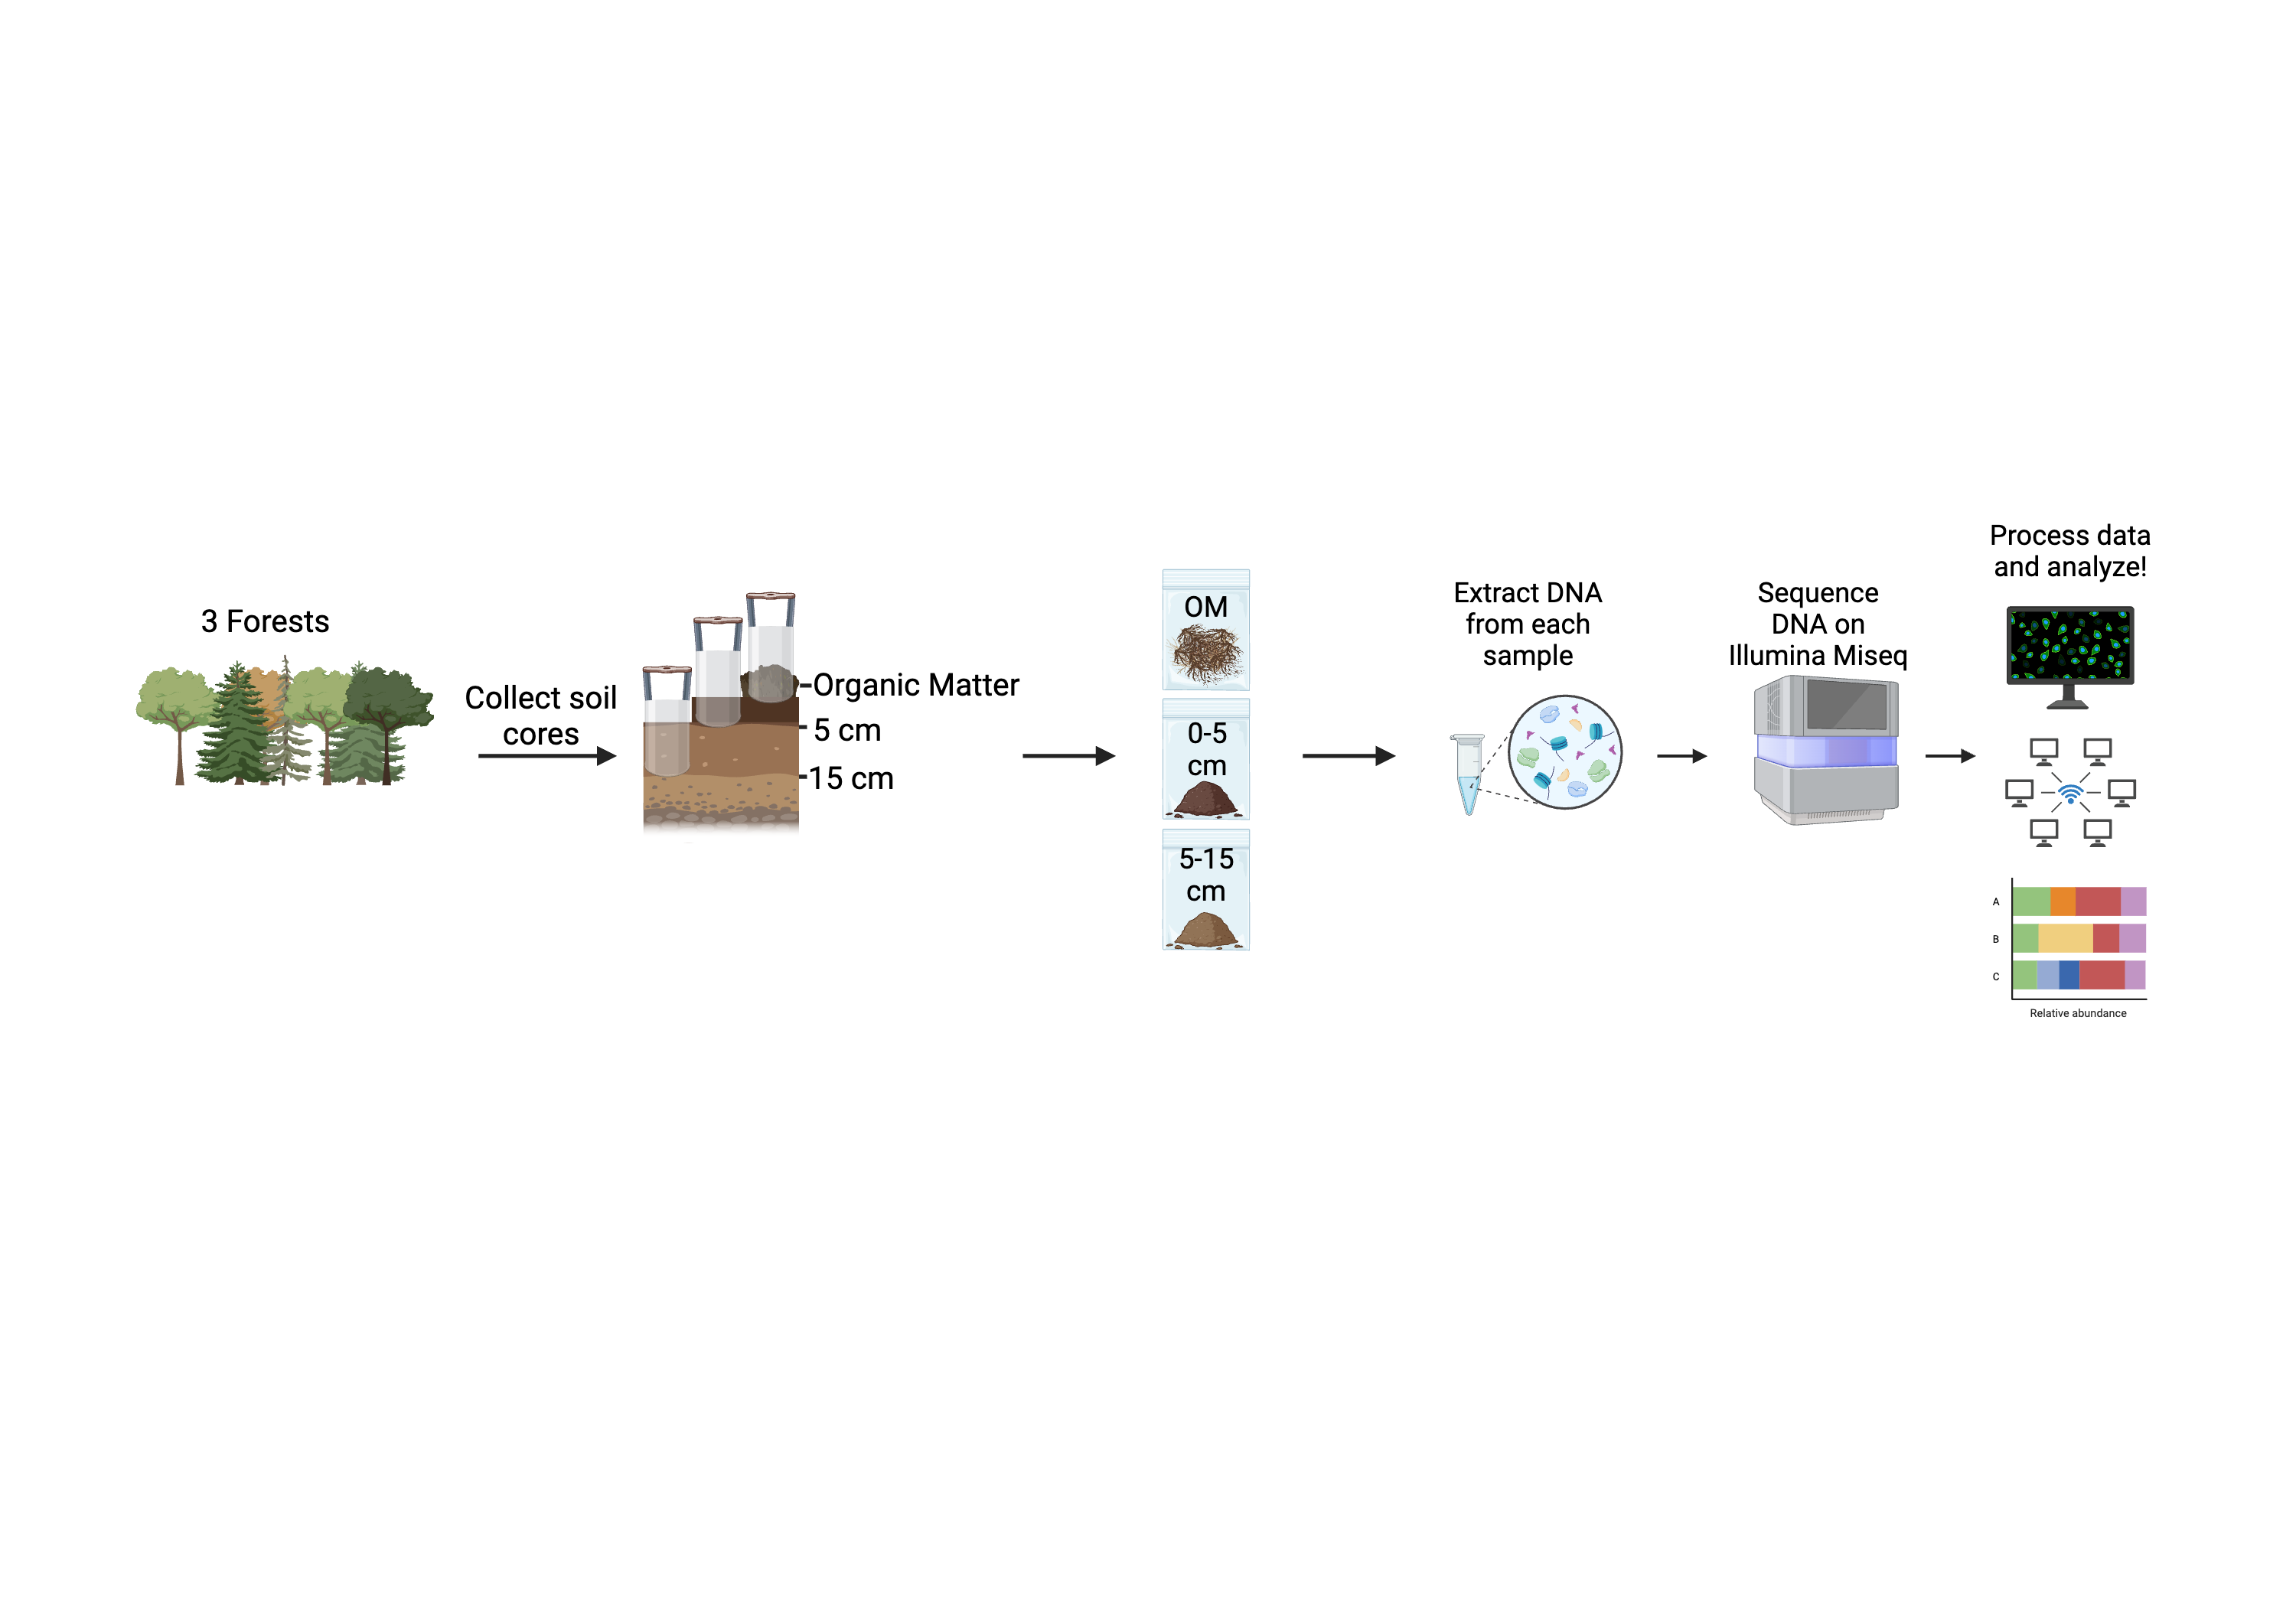 3 Forests
Collect soil
cores
Organic Matter
5 cm
15 cm
OM
0-5
cm
5-15
cm
Extract DNA
from each
sample
Sequence
DNA on
Illumina Miseq
Process data
and analyze!
A
B
C
Relative abundance